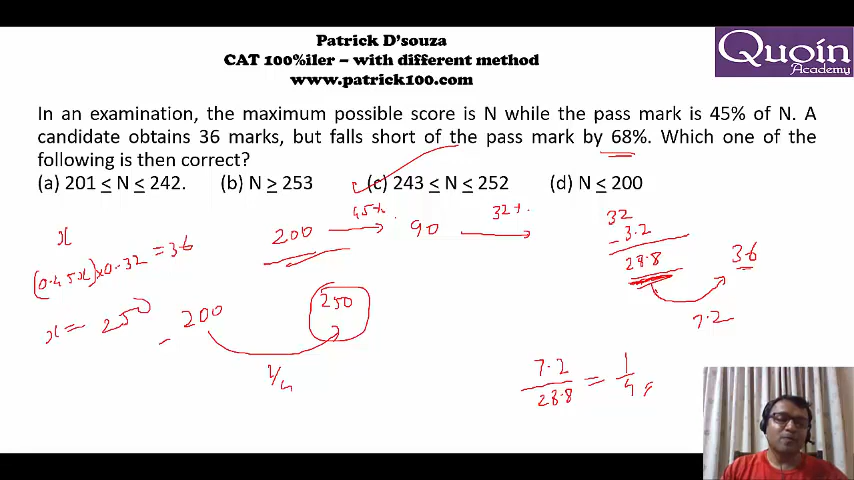 Patrick D'souza
CAT 100%iler – with different method
www.patrick100.com
Quoin
Academy
In an examination, the maximum possible score is N while the pass mark is 45% of N. A
candidate obtains 36 marks, but falls short of the pass mark by 68%. Which one of the
following is then correct?
(a) 201 ≤ N ≤ 242. (b) N ≥ 253 (c) 243 ≤ N ≤ 252 (d) N ≤ 200
x
(0.45x)x0.32 = 36
x = 250
200 45% 90 32%
32
- 3.2
28.8
36
7.2
- 200 250
1/4
7.2/28.8 = 1/4